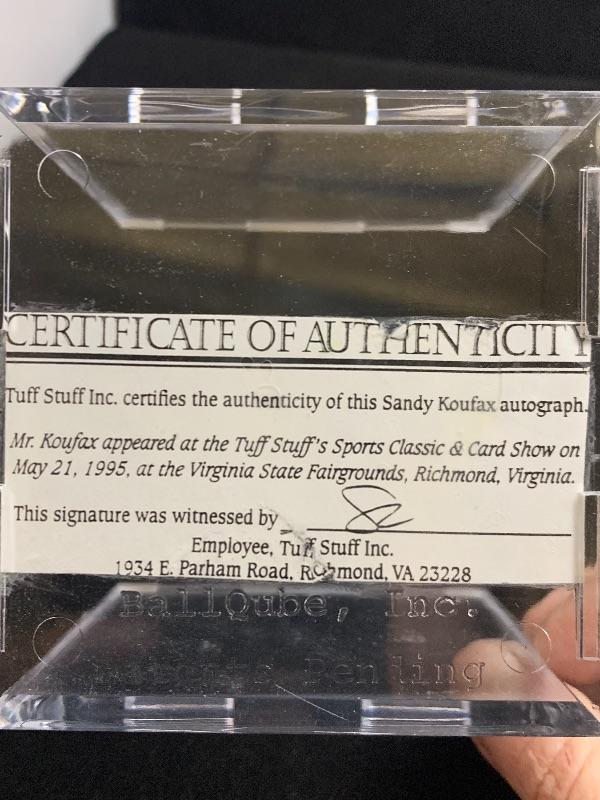 CERTIFICATE OF AUTHENTICITY
Tuff Stuff Inc. certifies the authenticity of this Sandy Koufax autograph.
Mr. Koufax appeared at the Tuff Stuff's Sports Classic & Card Show on
May 21, 1995, at the Virginia State Fairgrounds, Richmond, Virginia.
This signature was witnessed by
Employee, Tuff Stuff Inc.
1934 E. Parham Road, Richmond, VA 23228
BallQube, Inc.
Patents Pending